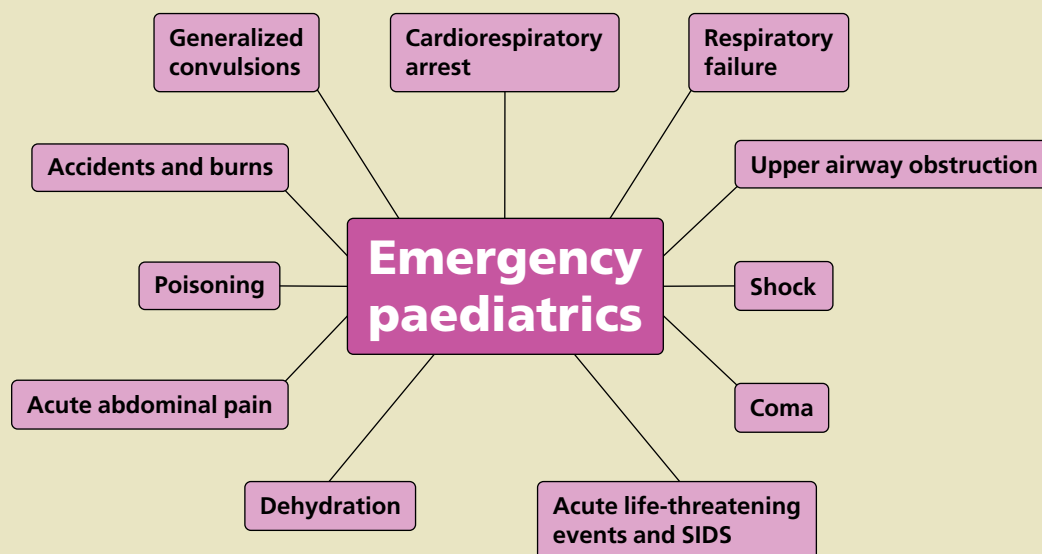 Generalized
convulsions
Cardiorespiratory
arrest
Respiratory
failure
Accidents and burns
Upper airway obstruction
Emergency
paediatrics
Poisoning
Shock
Acute abdominal pain
Coma
Dehydration
Acute life-threatening
events and SIDS